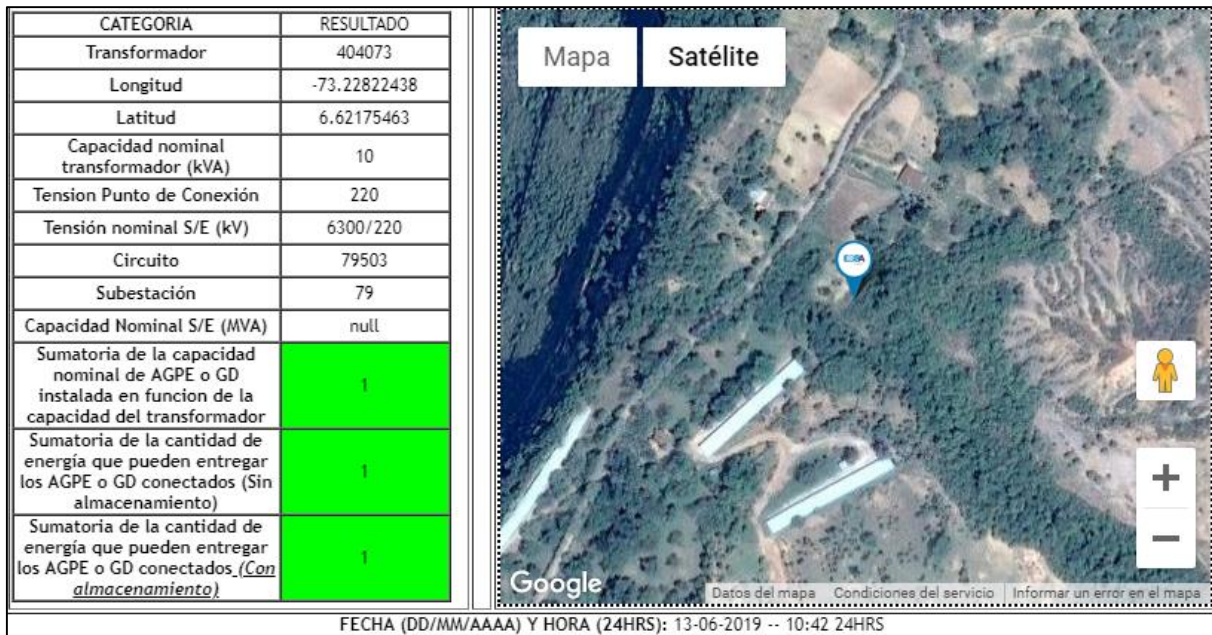 CATEGORIA RESULTADO
Transformador 404073
Longitud -73.22822438
Latitud 6.62175463
Capacidad nominal
transformador (kVA) 10
Tension Punto de Conexión 220
Tensión nominal S/E (kV) 6300/220
Circuito 79503
Subestación 79
Capacidad Nominal S/E (MVA) null
Sumatoria de la capacidad
nominal de AGPE o GD
instalada en funcion de la
capacidad del transformador
1
Sumatoria de la cantidad de
energía que pueden entregar
los AGPE o GD conectados (Sin
almacenamiento)
1
Sumatoria de la cantidad de
energía que pueden entregar
los AGPE o GD conectados (Con
almacenamiento)
1
Mapa Satélite
Google
Datos del mapa Condiciones del servicio Informar un error en el mapa
FECHA (DD/MM/AAAA) Y HORA (24HRS): 13-06-2019 -- 10:42 24HRS